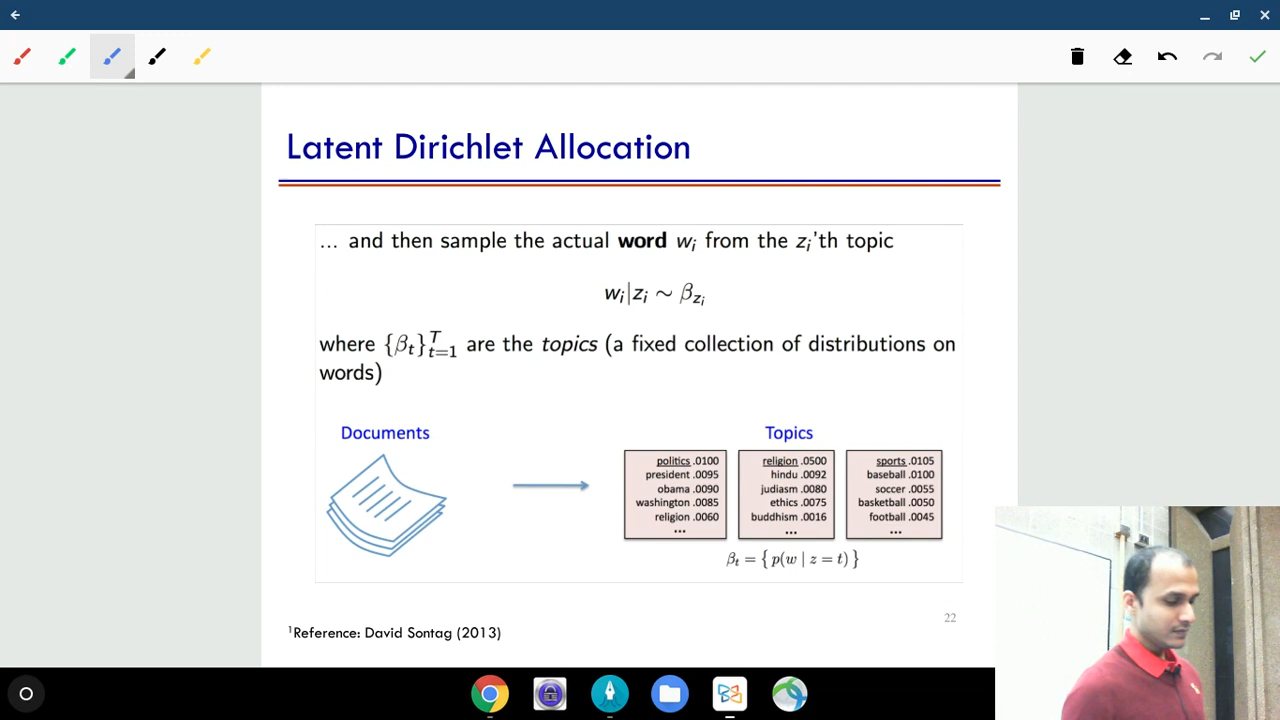 Latent Dirichlet Allocation
... and then sample the actual word wᵢ from the zᵢ'th topic
wᵢ|zᵢ ∼ β_{zᵢ}
where {βₜ}ᵀₜ₌₁ are the topics (a fixed collection of distributions on
words)
Documents
Topics
politics .0100
president .0095
obama .0090
washington .0085
religion .0060
...
religion .0500
hindu .0092
judiasm .0080
ethics .0075
buddhism .0016
...
sports .0105
baseball .0100
soccer .0055
basketball .0050
football .0045
...
βₜ = { p(w | z = t) }
22
¹Reference: David Sontag (2013)